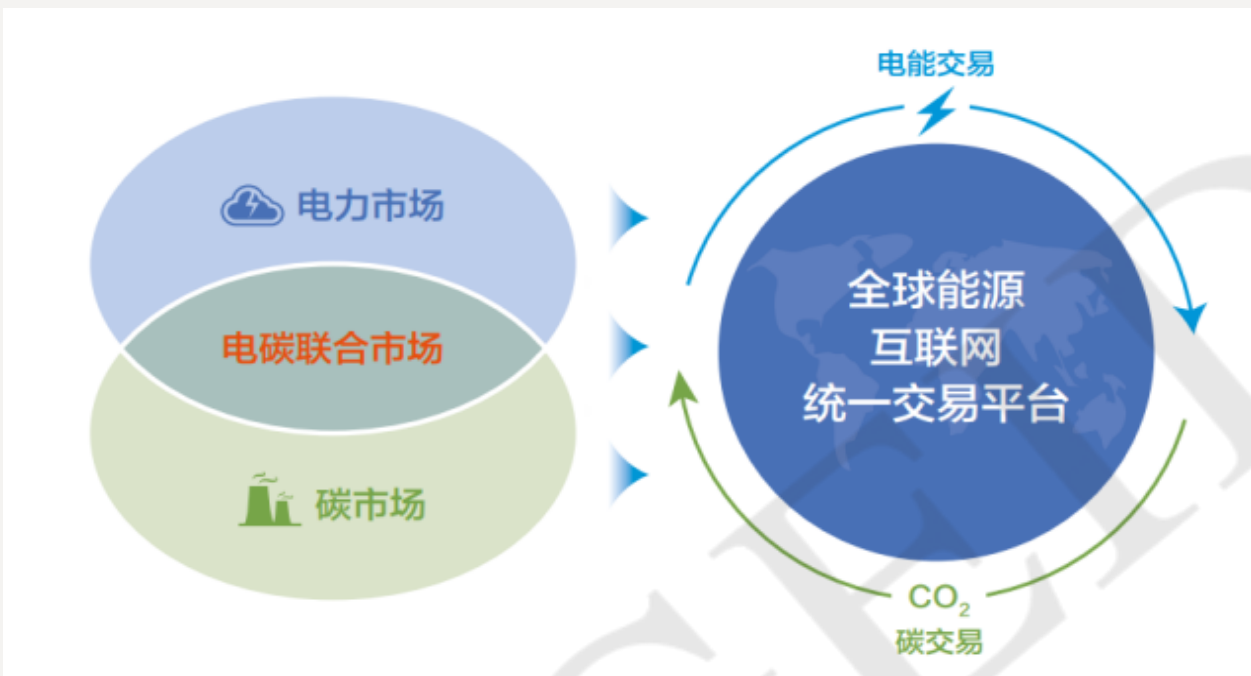 电能交易
电力市场
电碳联合市场
碳市场
全球能源
互联网
统一交易平台
CO₂
碳交易